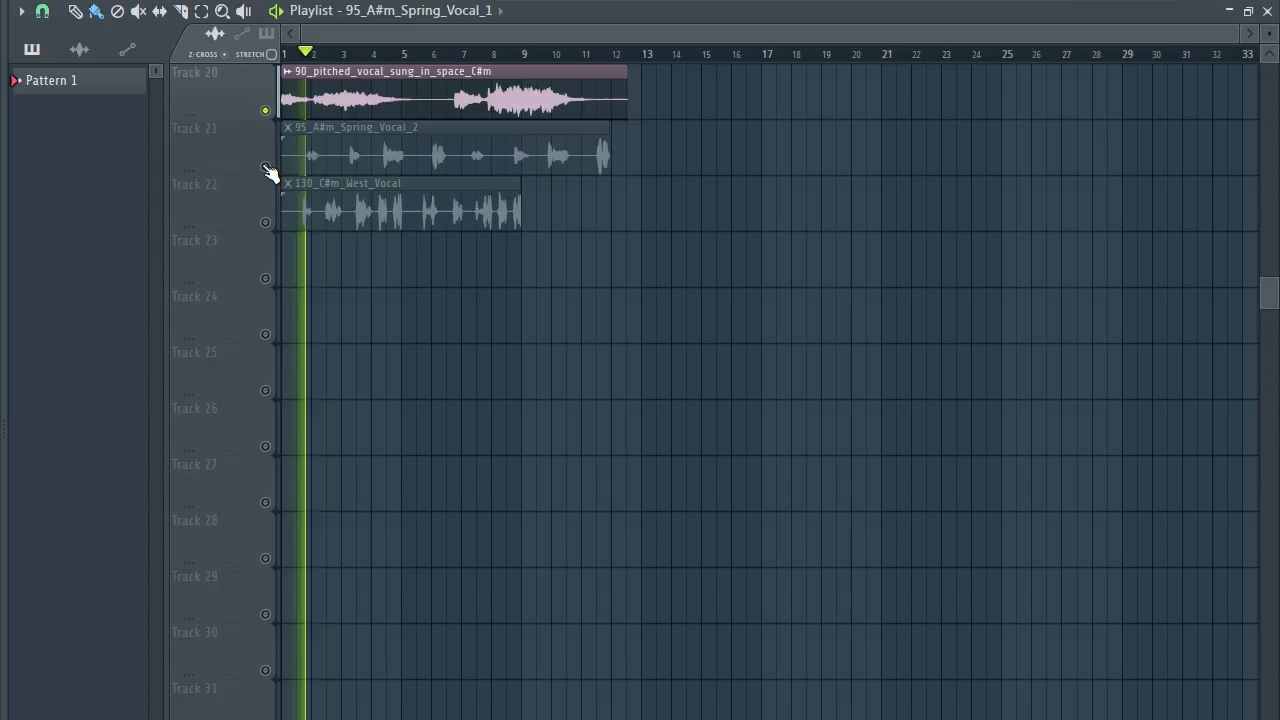 Playlist - 95_A#m_Spring_Vocal_1
Z-CROSS STRETCH
1 2 3 4 5 6 7 8 9 10 11 12 13 14 15 16 17 18 19 20 21 22 23 24 25 26 27 28 29 30 31 32 33
Pattern 1
Track 20
90_pitched_vocal_sung_in_space_C#m
Track 21
95_A#m_Spring_Vocal_2
Track 22
130_C#m_West_Vocal
Track 23
Track 24
Track 25
Track 26
Track 27
Track 28
Track 29
Track 30
Track 31